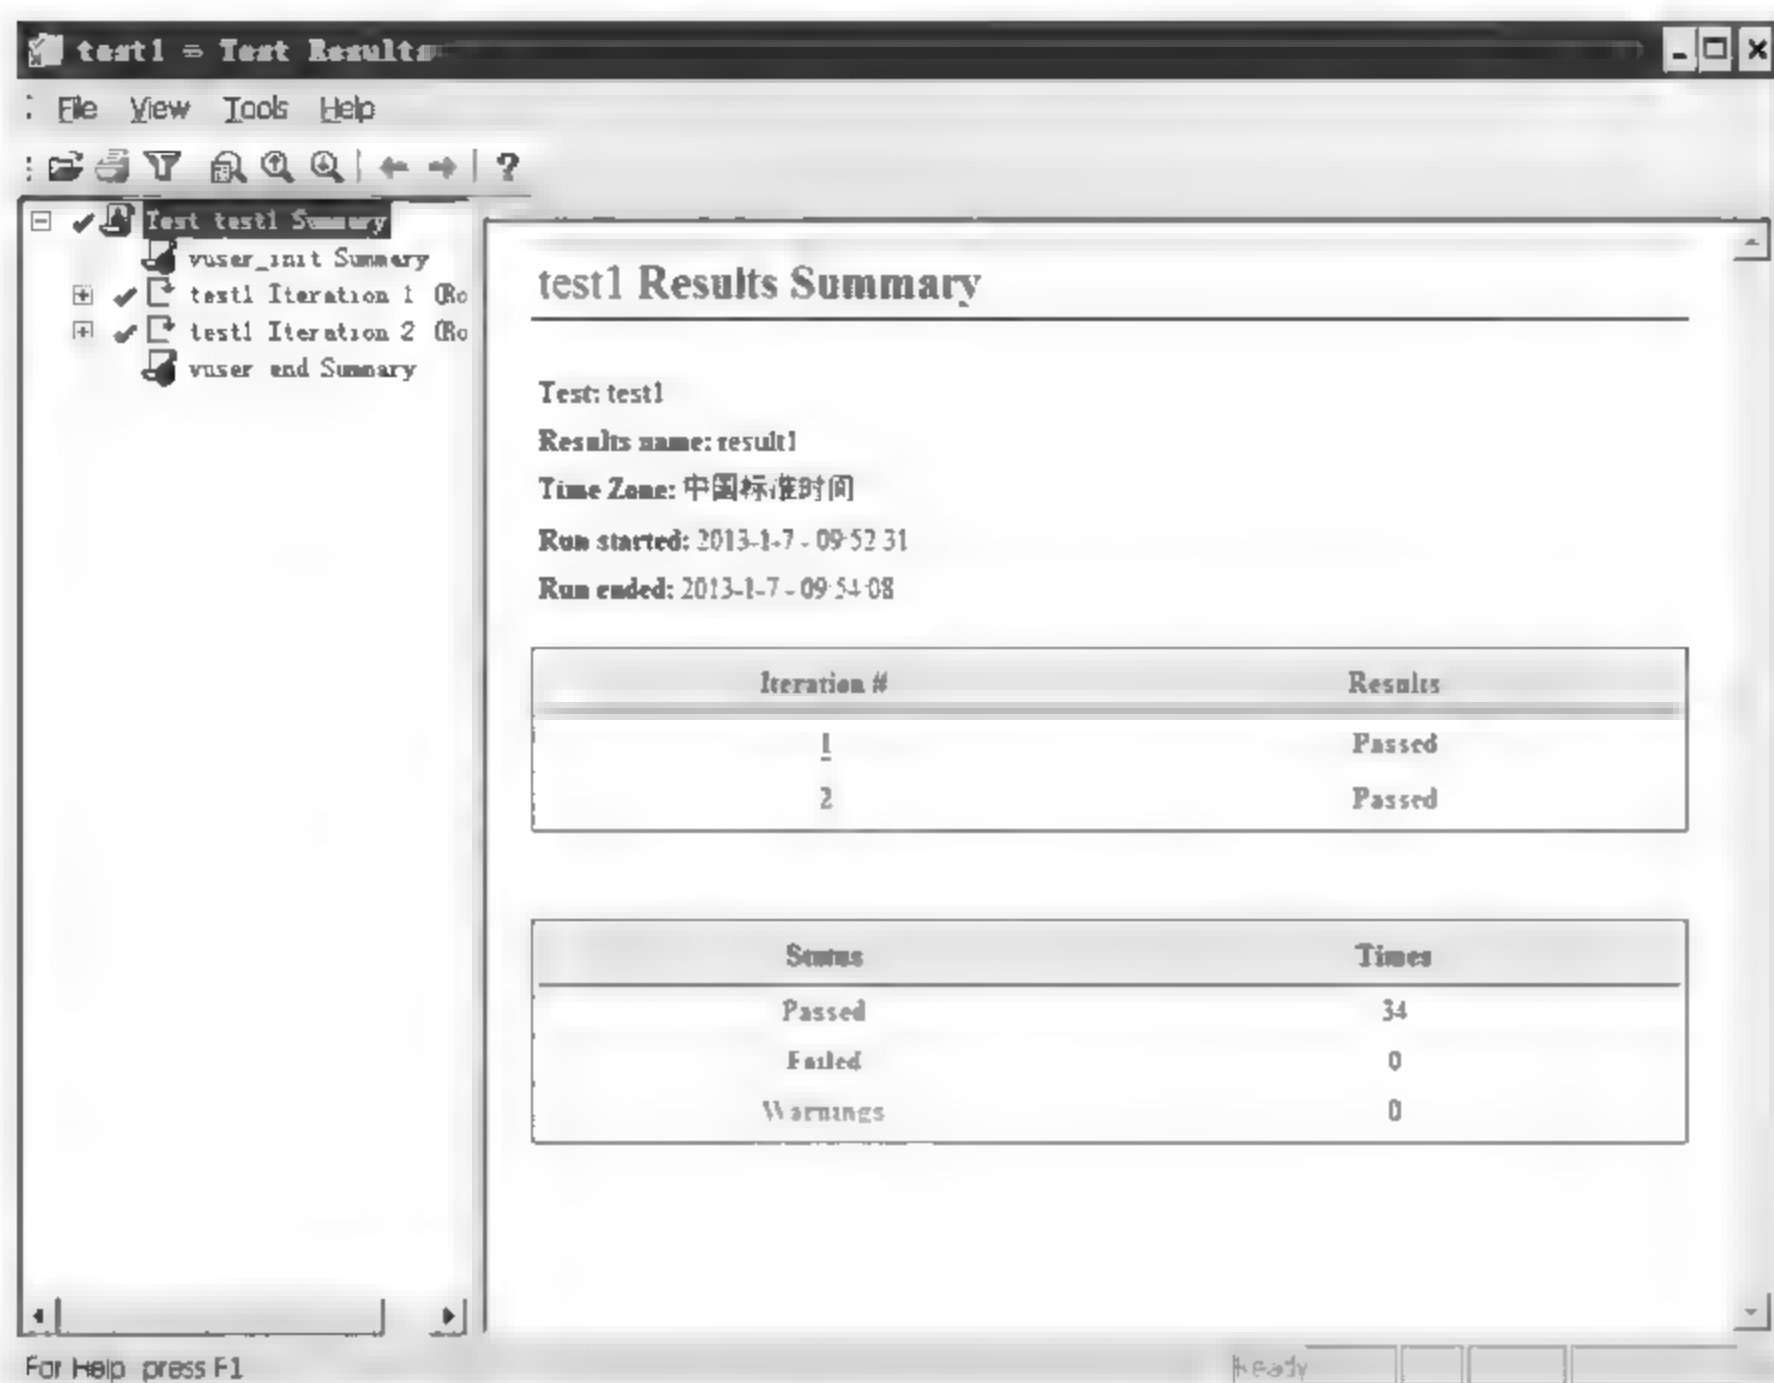 test1 - Test Results
File View Tools Help
Test test1 Summary
vuser_init Summary
test1 Iteration 1 (Ro
test1 Iteration 2 (Ro
vuser end Summary
test1 Results Summary
Test: test1
Results name: result1
Time Zone: 中国标准时间
Run started: 2013-1-7 - 09:52:31
Run ended: 2013-1-7 - 09:54:08
Iteration # Results
1 Passed
2 Passed
Status Times
Passed 34
Failed 0
Warnings 0
For Help press F1
Ready